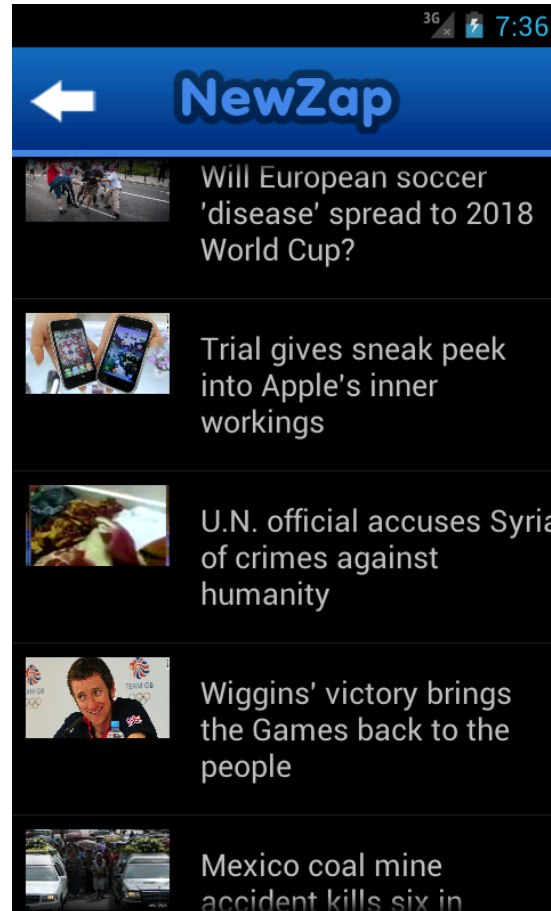 3G
7:36
NewZap
Will European soccer
'disease' spread to 2018
World Cup?
Trial gives sneak peek
into Apple's inner
workings
U.N. official accuses Syria
of crimes against
humanity
TEAM GB
Wiggins' victory brings
the Games back to the
people
Mexico coal mine
accident kills six in